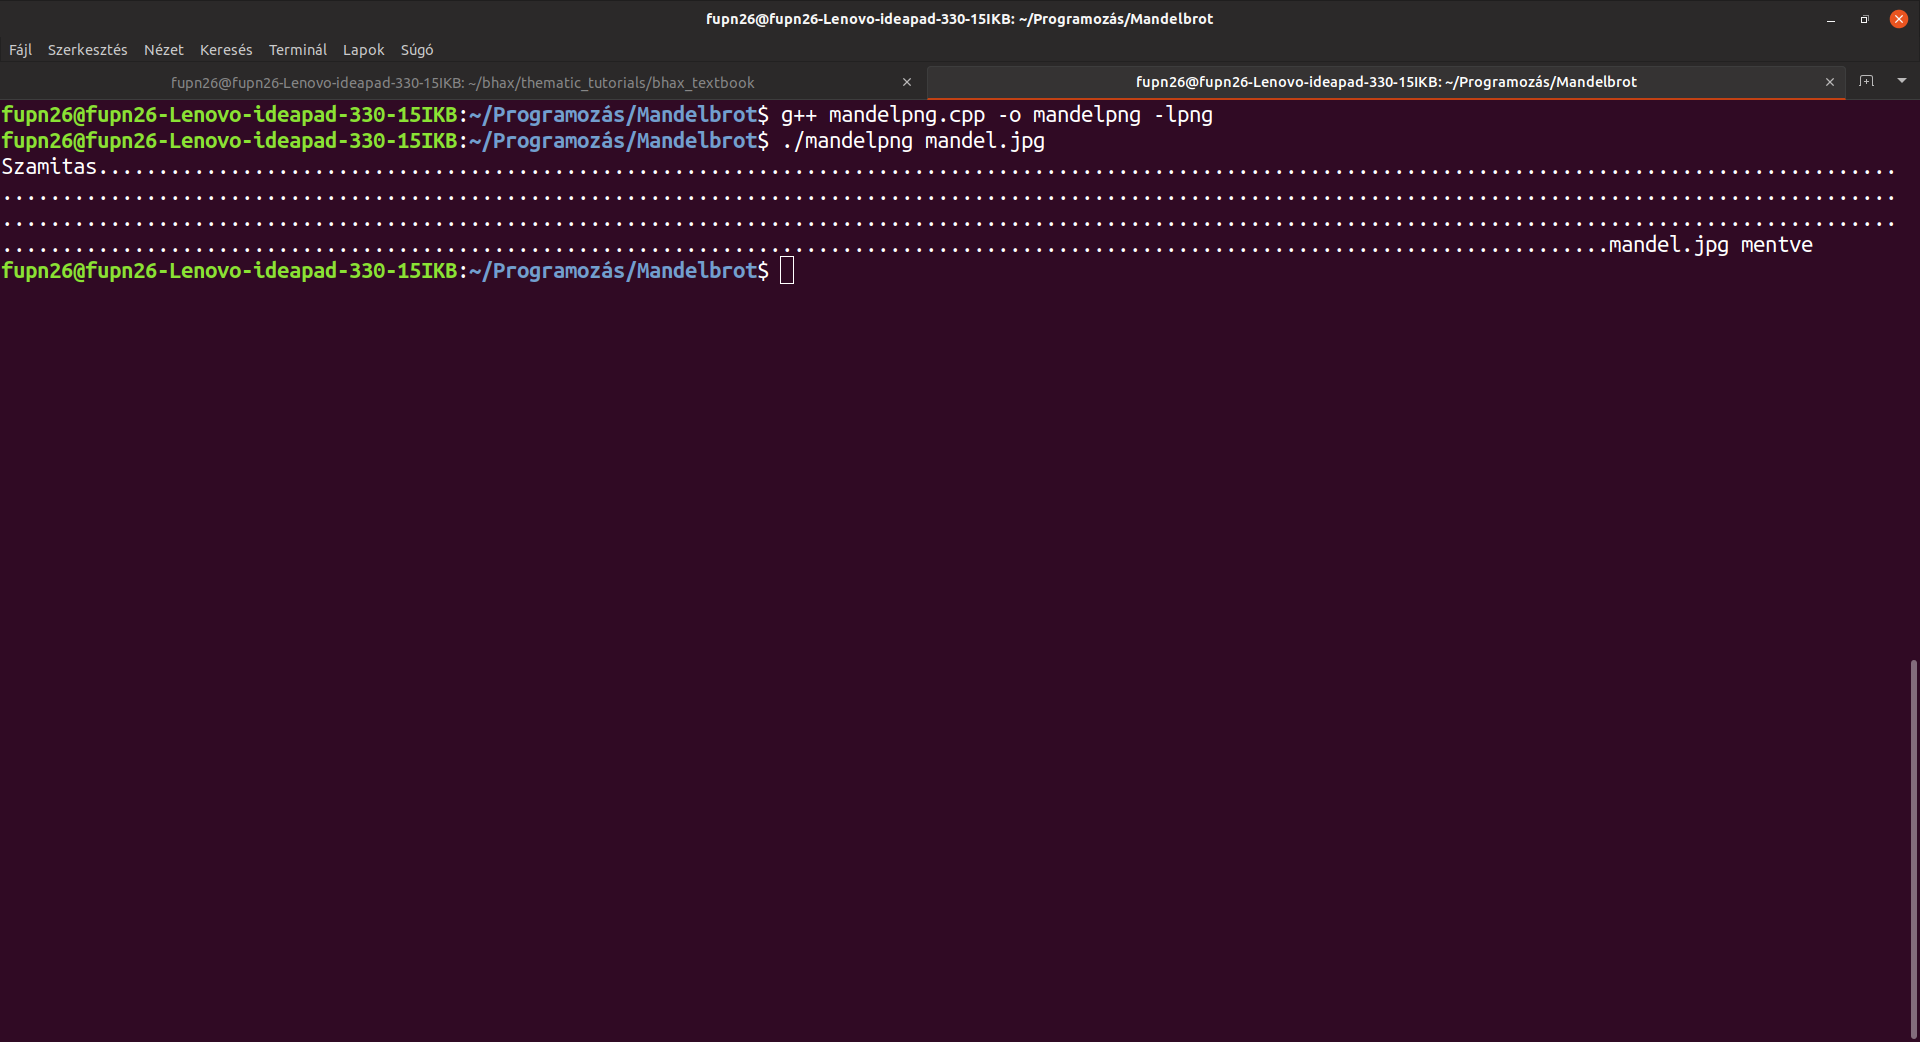 fupn26@fupn26-Lenovo-ideapad-330-15IKB: ~/Programozás/Mandelbrot
Fájl Szerkesztés Nézet Keresés Terminál Lapok Súgó
fupn26@fupn26-Lenovo-ideapad-330-15IKB: ~/bhax/thematic_tutorials/bhax_textbook
fupn26@fupn26-Lenovo-ideapad-330-15IKB: ~/Programozás/Mandelbrot
fupn26@fupn26-Lenovo-ideapad-330-15IKB:~/Programozás/Mandelbrot$ g++ mandelpng.cpp -o mandelpng -lpng
fupn26@fupn26-Lenovo-ideapad-330-15IKB:~/Programozás/Mandelbrot$ ./mandelpng mandel.jpg
Szamitas......................................................................................................................................................
..............................................................................................................................................................
..............................................................................................................................................................
......................................................................................................................................mandel.jpg mentve
fupn26@fupn26-Lenovo-ideapad-330-15IKB:~/Programozás/Mandelbrot$